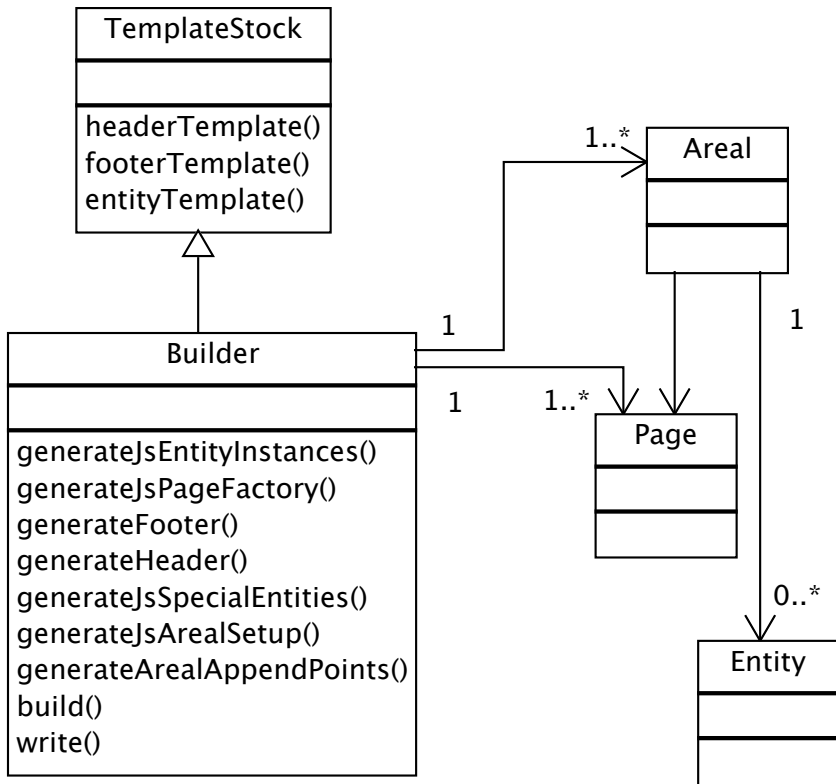 TemplateStock
headerTemplate()
footerTemplate()
entityTemplate()
1..*
Areal
1
1
Builder
1
1..*
Page
generateJsEntityInstances()
generateJsPageFactory()
generateFooter()
generateHeader()
generateJsSpecialEntities()
generateJsArealSetup()
generateArealAppendPoints()
build()
write()
0..*
Entity